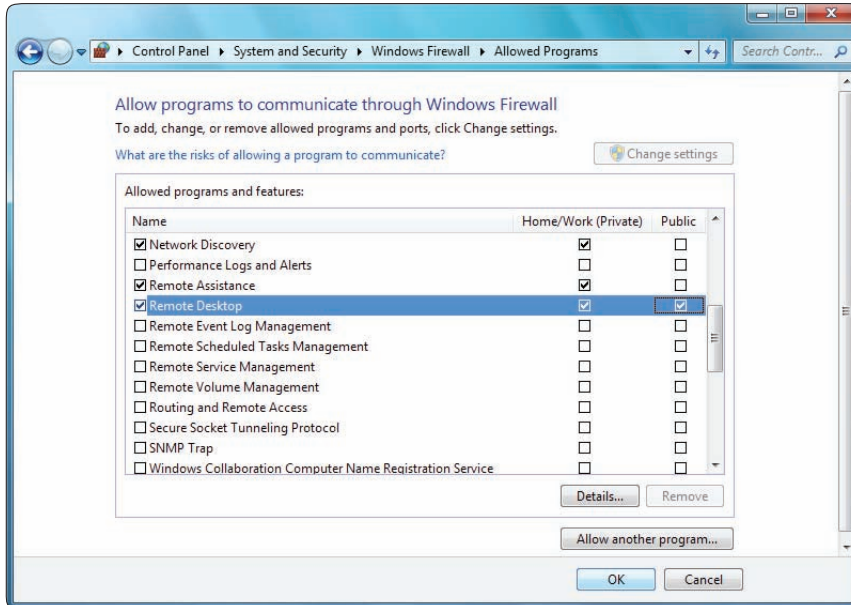 Control Panel ▸ System and Security ▸ Windows Firewall ▸ Allowed Programs Search Contr...
Allow programs to communicate through Windows Firewall
To add, change, or remove allowed programs and ports, click Change settings.
What are the risks of allowing a program to communicate? Change settings
Allowed programs and features:
Name Home/Work (Private) Public
Network Discovery
Performance Logs and Alerts
Remote Assistance
Remote Desktop
Remote Event Log Management
Remote Scheduled Tasks Management
Remote Service Management
Remote Volume Management
Routing and Remote Access
Secure Socket Tunneling Protocol
SNMP Trap
Windows Collaboration Computer Name Registration Service
Details... Remove
Allow another program...
OK Cancel